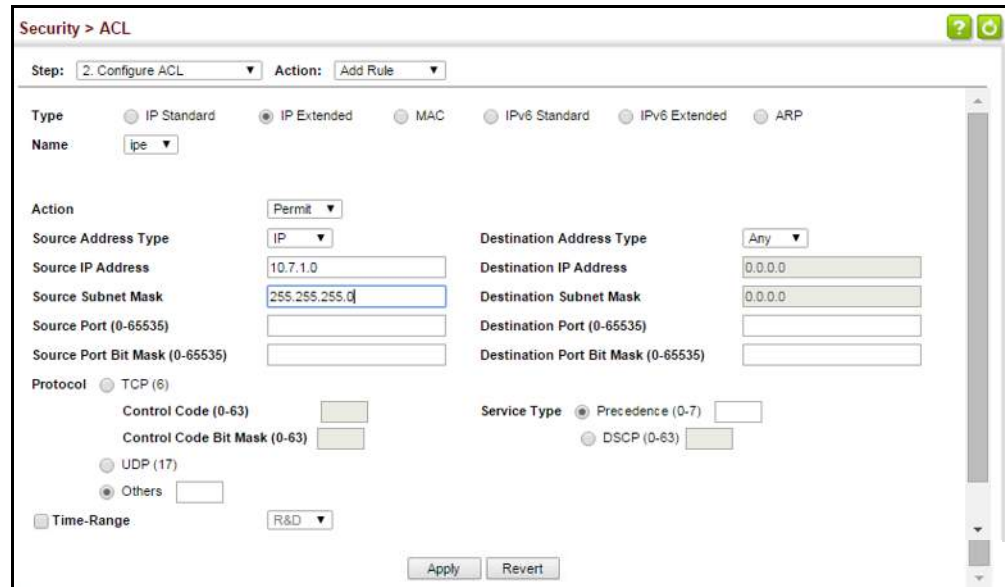 Security > ACL
?
Step: 2. Configure ACL Action: Add Rule
Type IP Standard IP Extended MAC IPv6 Standard IPv6 Extended ARP
Name ipe
Action Permit
Source Address Type IP Destination Address Type Any
Source IP Address 10.7.1.0 Destination IP Address 0.0.0.0
Source Subnet Mask 255.255.255.0 Destination Subnet Mask 0.0.0.0
Source Port (0-65535) Destination Port (0-65535)
Source Port Bit Mask (0-65535) Destination Port Bit Mask (0-65535)
Protocol TCP (6)
Control Code (0-63) Service Type Precedence (0-7)
Control Code Bit Mask (0-63) DSCP (0-63)
UDP (17)
Others
Time-Range R&D
Apply Revert